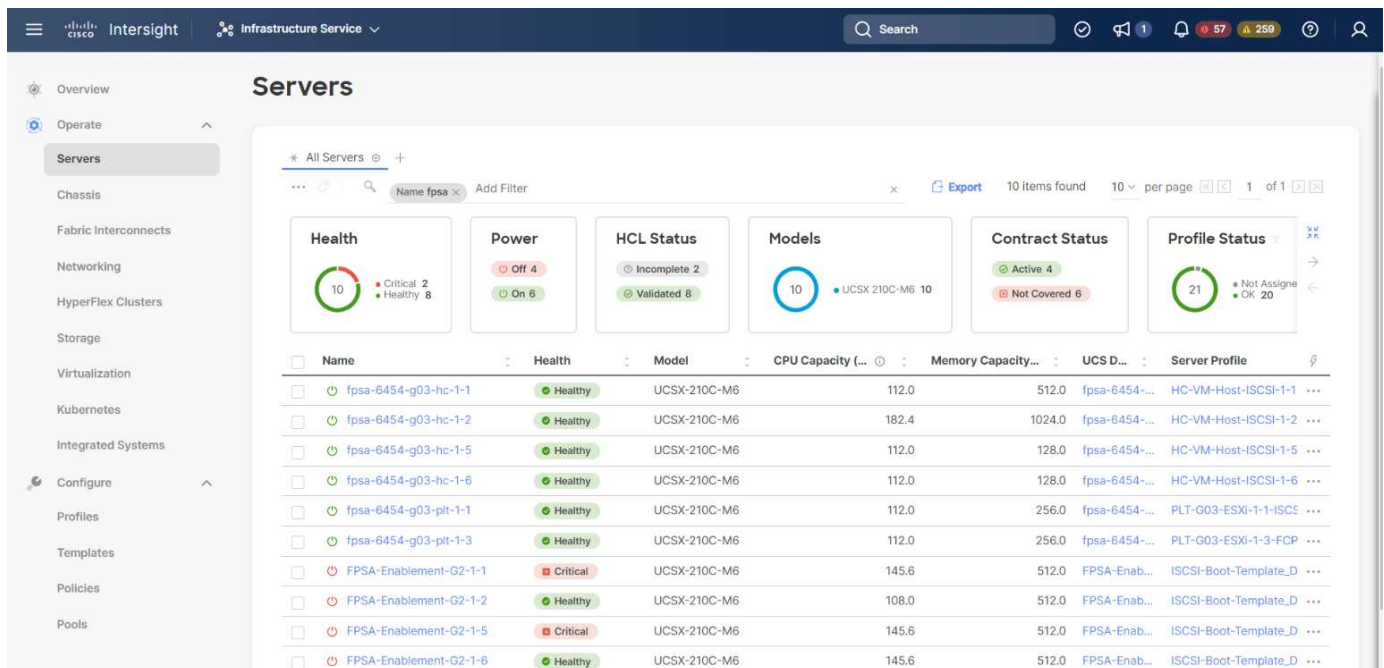 cisco Intersight Infrastructure Service Search 1 57 259
Servers
Overview
Operate
Servers
Chassis
Fabric Interconnects
Networking
HyperFlex Clusters
Storage
Virtualization
Kubernetes
Integrated Systems
Configure
Profiles
Templates
Policies
Pools
All Servers
Name fpsa × Add Filter × Export 10 items found 10 per page 1 of 1
Health
10
Critical 2
Healthy 8
Power
Off 4
On 6
HCL Status
Incomplete 2
Validated 8
Models
10
UCSX 210C-M6 10
Contract Status
Active 4
Not Covered 6
Profile Status
21
Not Assigne
OK 20
Name Health Model CPU Capacity (... Memory Capacity... UCS D... Server Profile
fpsa-6454-g03-hc-1-1 Healthy UCSX-210C-M6 112.0 512.0 fpsa-6454-... HC-VM-Host-ISCSI-1-1 ...
fpsa-6454-g03-hc-1-2 Healthy UCSX-210C-M6 182.4 1024.0 fpsa-6454-... HC-VM-Host-ISCSI-1-2 ...
fpsa-6454-g03-hc-1-5 Healthy UCSX-210C-M6 112.0 128.0 fpsa-6454-... HC-VM-Host-ISCSI-1-5 ...
fpsa-6454-g03-hc-1-6 Healthy UCSX-210C-M6 112.0 128.0 fpsa-6454-... HC-VM-Host-ISCSI-1-6 ...
fpsa-6454-g03-plt-1-1 Healthy UCSX-210C-M6 112.0 256.0 fpsa-6454-... PLT-G03-ESXi-1-1-ISCS ...
fpsa-6454-g03-plt-1-3 Healthy UCSX-210C-M6 112.0 256.0 fpsa-6454-... PLT-G03-ESXi-1-3-FCP ...
FPSA-Enablement-G2-1-1 Critical UCSX-210C-M6 145.6 512.0 FPSA-Enab... ISCSI-Boot-Template_D ...
FPSA-Enablement-G2-1-2 Healthy UCSX-210C-M6 108.0 512.0 FPSA-Enab... ISCSI-Boot-Template_D ...
FPSA-Enablement-G2-1-5 Critical UCSX-210C-M6 145.6 512.0 FPSA-Enab... ISCSI-Boot-Template_D ...
FPSA-Enablement-G2-1-6 Healthy UCSX-210C-M6 145.6 512.0 FPSA-Enab... ISCSI-Boot-Template_D ...